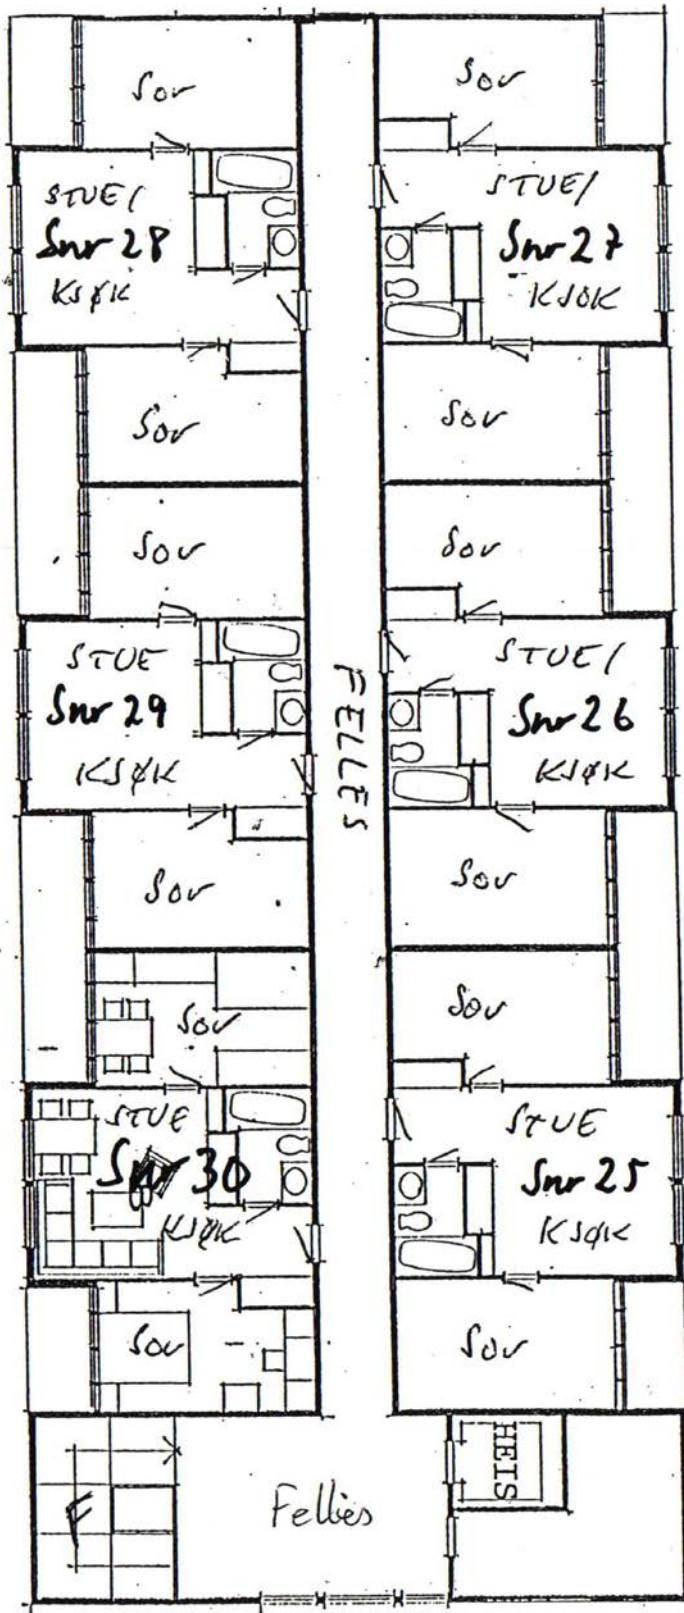 Sov
Sov
STUE/
Snr 28
KJØK
STUE/
Snr 27
KJØK
Sov
Sov
Sov
Sov
STUE
Snr 29
KJØK
STUE/
Snr 26
KJØK
FELLES
Sov
Sov
Sov
Sov
STUE
Snr 30
KJØK
STUE
Snr 25
KJØK
Sov
Sov
HEIS
Felles
F